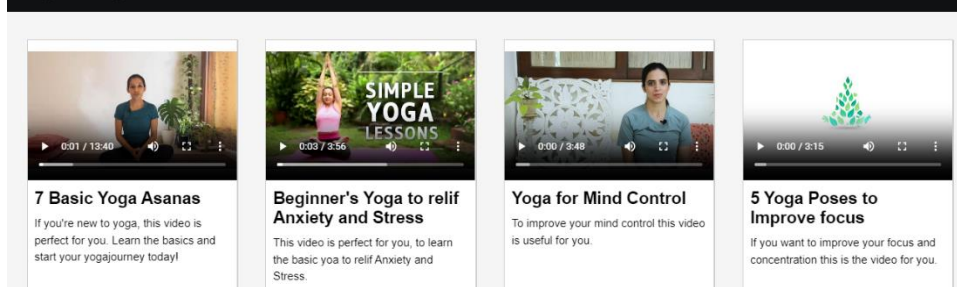 0:01 / 13:40
7 Basic Yoga Asanas
If you're new to yoga, this video is
perfect for you. Learn the basics and
start your yogajourney today!
SIMPLE
YOGA
LESSONS
0:03 / 3:56
Beginner's Yoga to relif
Anxiety and Stress
This video is perfect for you, to learn
the basic yoa to relif Anxiety and
Stress.
0:00 / 3:48
Yoga for Mind Control
To improve your mind control this video
is useful for you.
0:00 / 3:15
5 Yoga Poses to
Improve focus
If you want to improve your focus and
concentration this is the video for you.